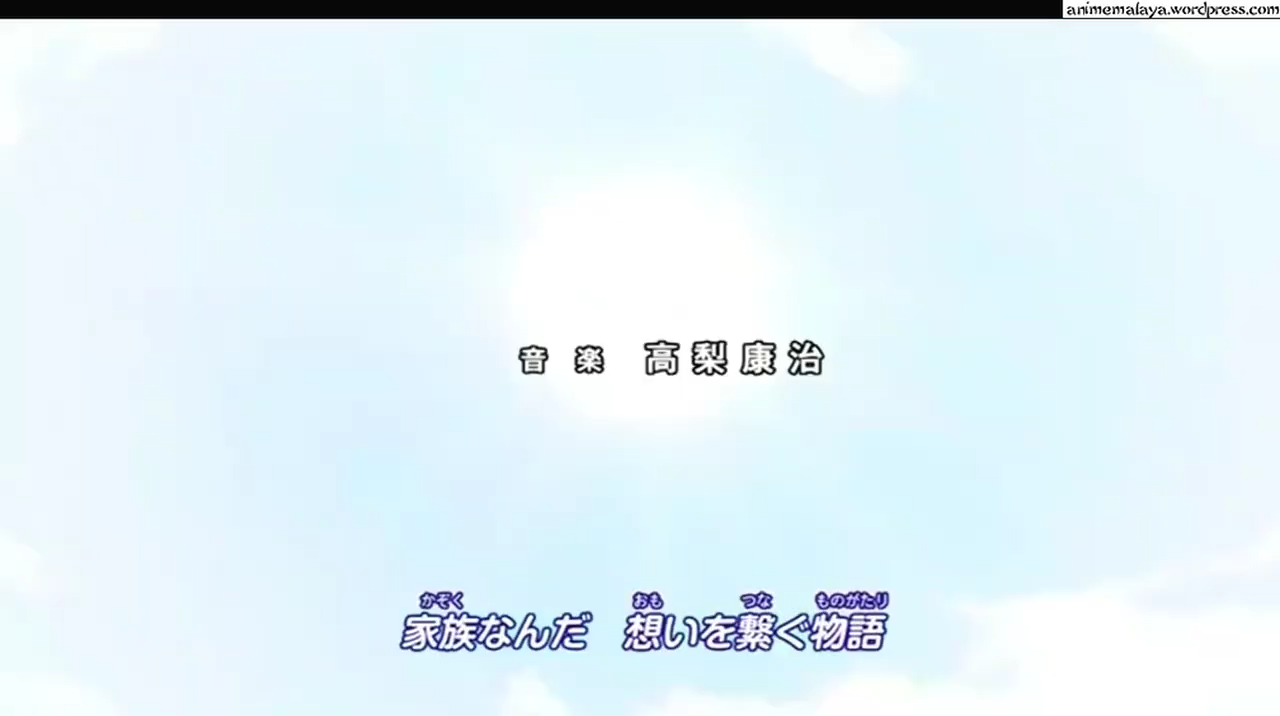 animemalaya.wordpress.com
音楽 高梨康治
かぞく おも つな ものがたり
家族なんだ 想いを繋ぐ物語